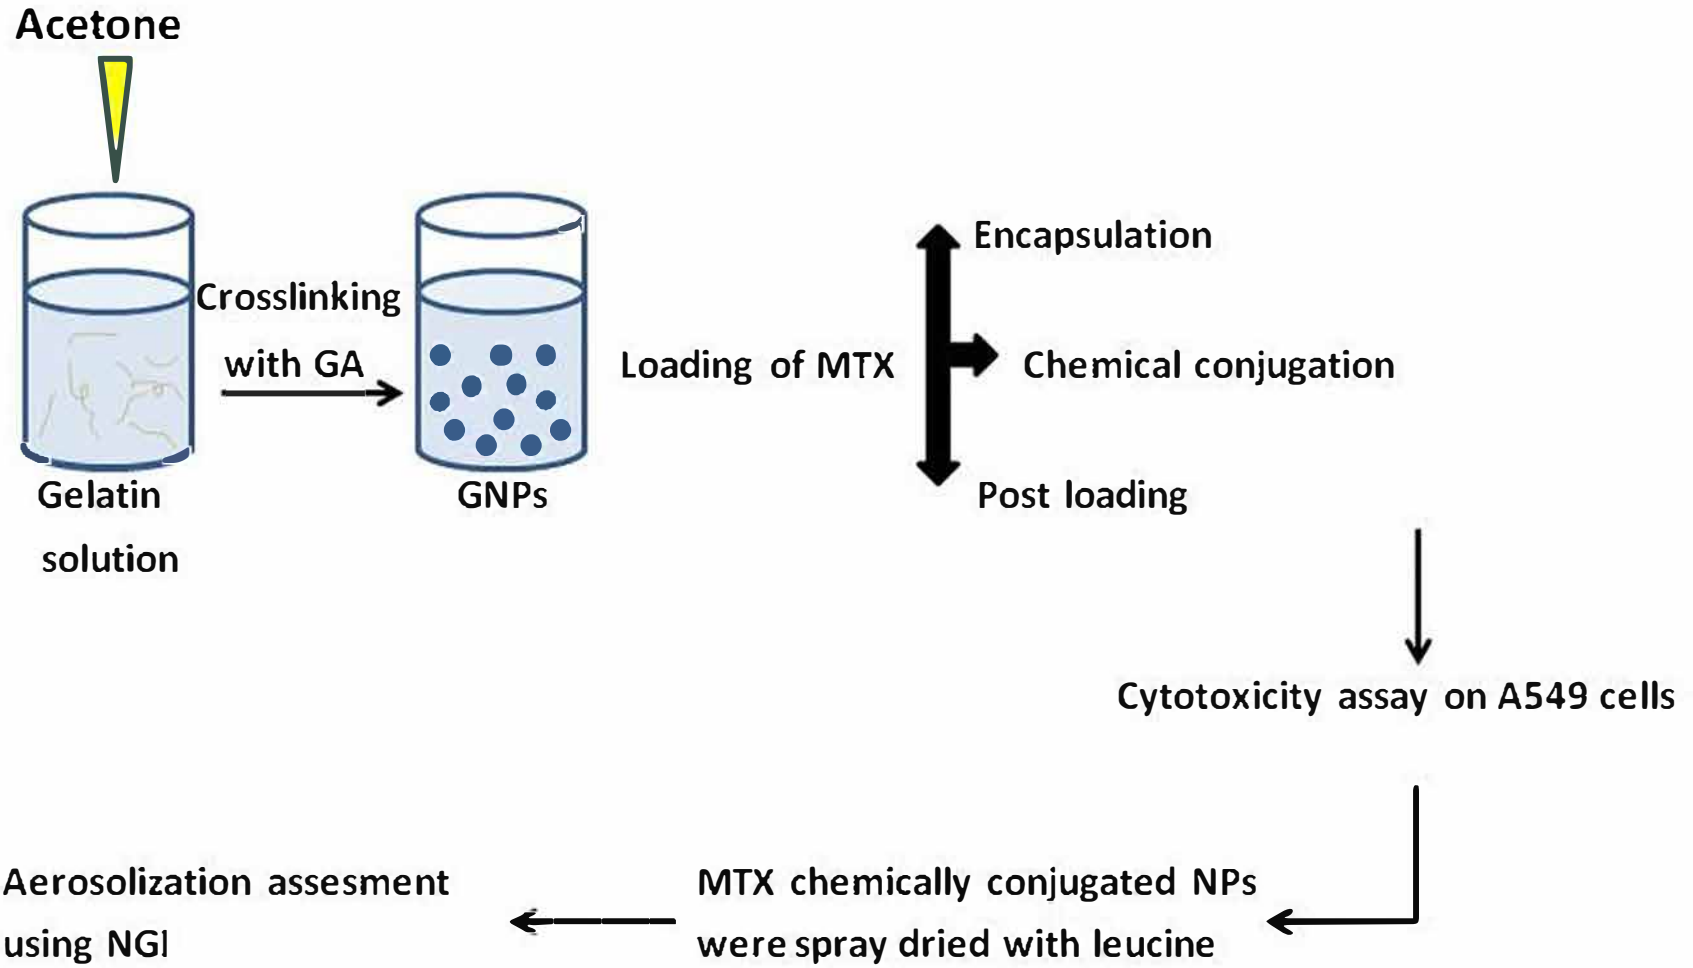 Acetone
Crosslinking
with GA
Gelatin
solution
GNPs
Loading of MTX
Encapsulation
Chemical conjugation
Post loading
Cytotoxicity assay on A549 cells
MTX chemically conjugated NPs
were spray dried with leucine
Aerosolization assesment
using NGI